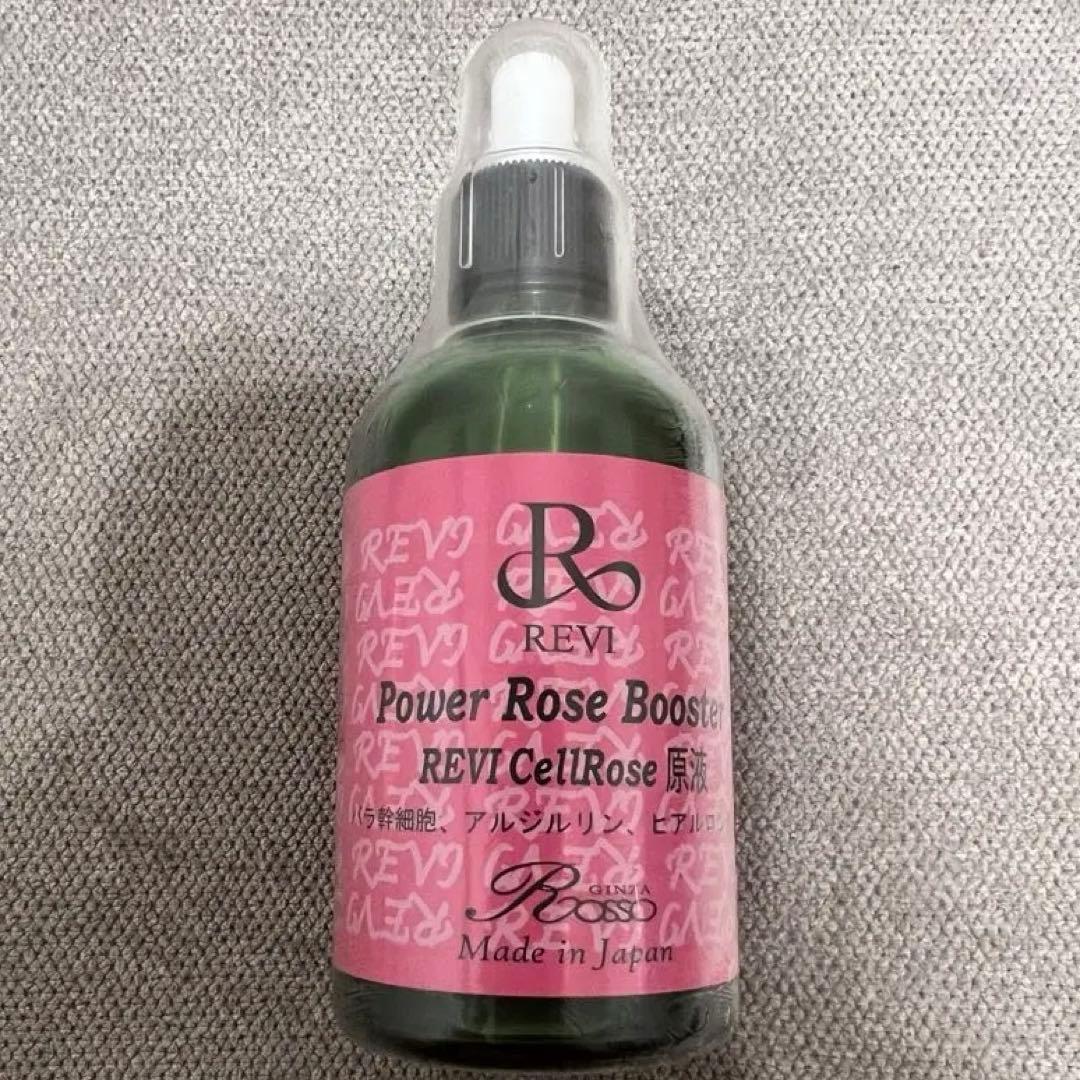 R
REVI
Power Rose Booster
REVI CellRose 原液
バラ幹細胞、アルジルリン、ヒアルロン
GINZA
Rosso
Made in Japan